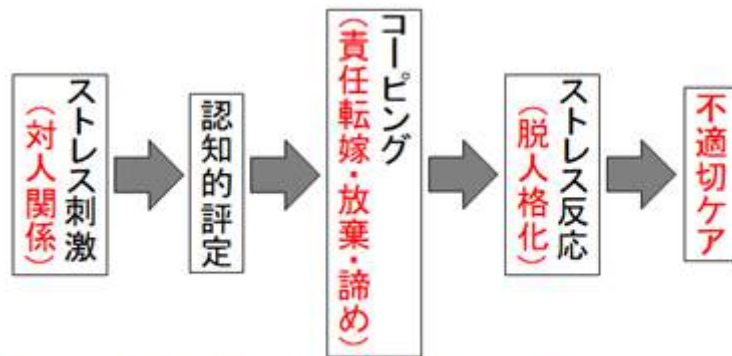 ストレス刺激
（対人関係）
認知的評定
コーピング
（責任転嫁・放棄・諦め）
ストレス反応
（脱人格化）
不適切ケア